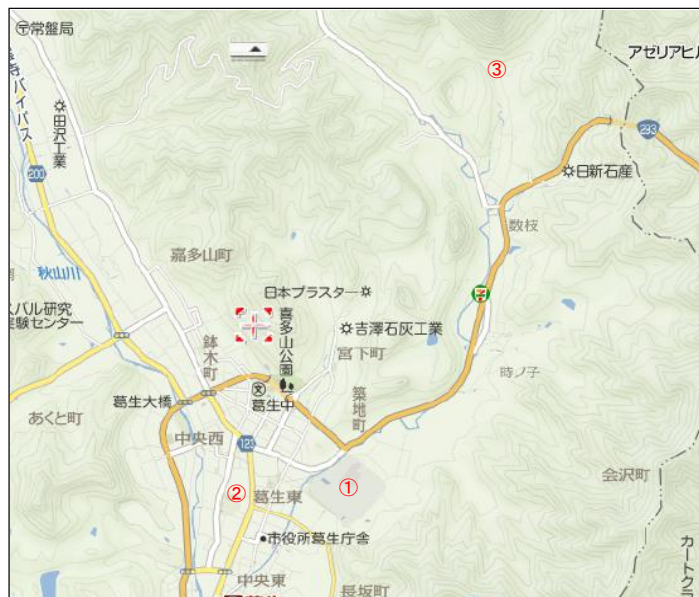 〒常盤局
アゼリアヒル
③
バイパス
田沢工業
293
200
日新石産
数枝
嘉多山町
秋山川
スバル研究
実験センター
日本プラスター
喜多山公園
吉澤石灰工業
宮下町
鉢木町
時ノ子
葛生中
築地町
葛生大橋
あくと町
中央西
123
会沢町
①
②
葛生東
市役所葛生庁舎
カートクラ
中央東
長坂町